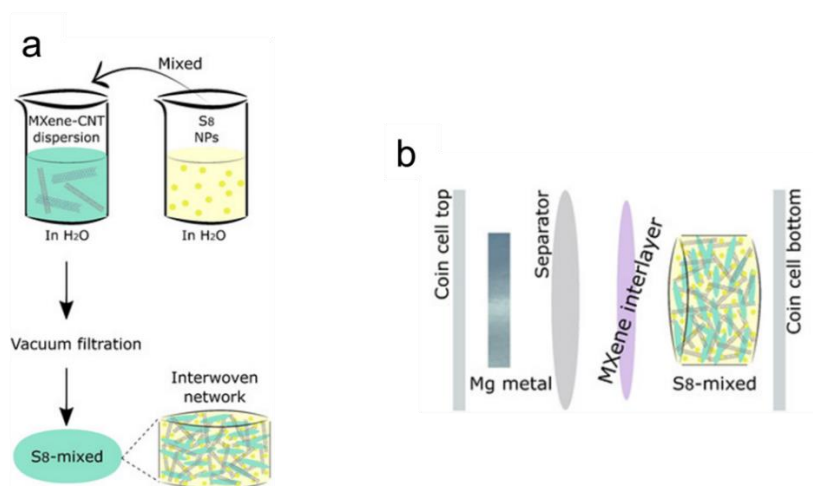 a
Mixed
MXene-CNT
dispersion
S8
NPs
In H2O
In H2O
Vacuum filtration
Interwoven
network
S8-mixed
b
Coin cell top
Mg metal
Separator
MXene interlayer
S8-mixed
Coin cell bottom